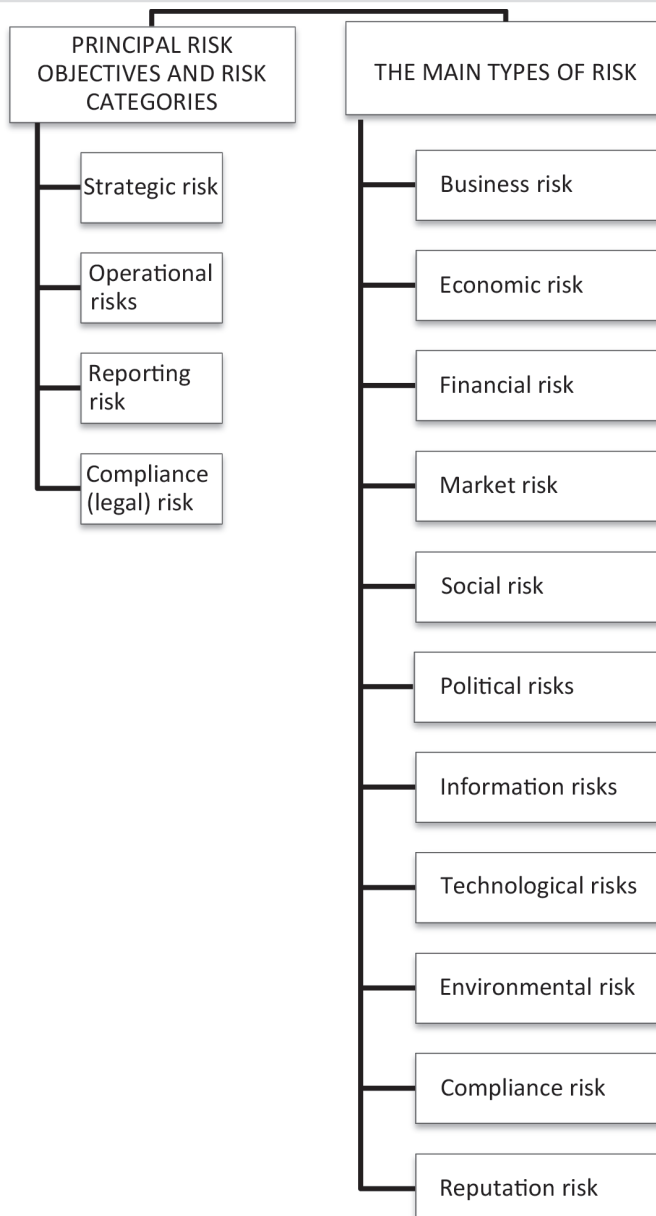 PRINCIPAL RISK
OBJECTIVES AND RISK
CATEGORIES
Strategic risk
Operational
risks
Reporting
risk
Compliance
(legal) risk
THE MAIN TYPES OF RISK
Business risk
Economic risk
Financial risk
Market risk
Social risk
Political risks
Information risks
Technological risks
Environmental risk
Compliance risk
Reputation risk